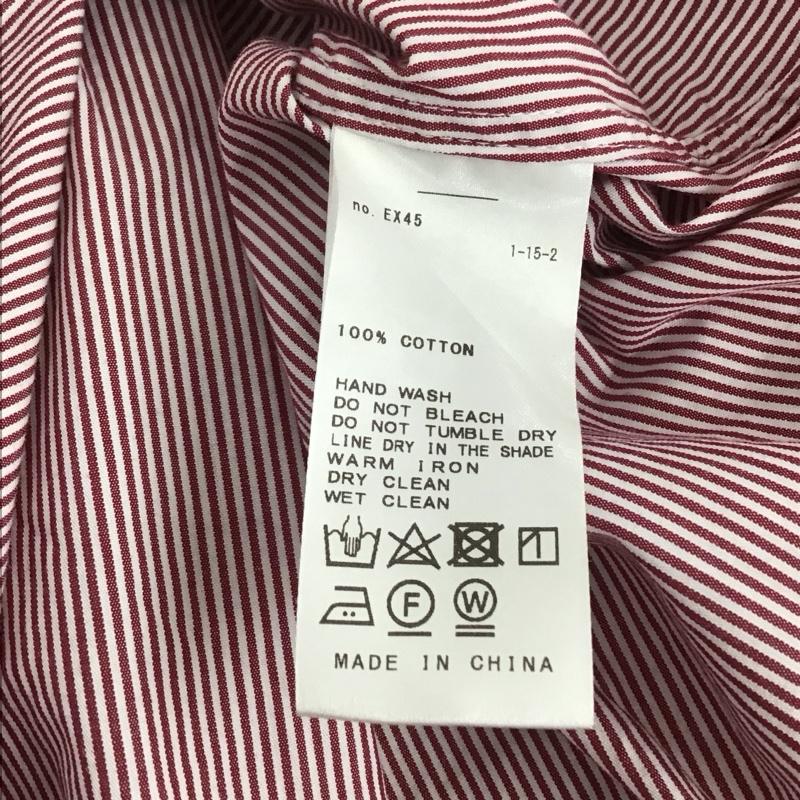 no. EX45
1-15-2
100% COTTON
HAND WASH
DO NOT BLEACH
DO NOT TUMBLE DRY
LINE DRY IN THE SHADE
WARM IRON
DRY CLEAN
WET CLEAN
F W
MADE IN CHINA